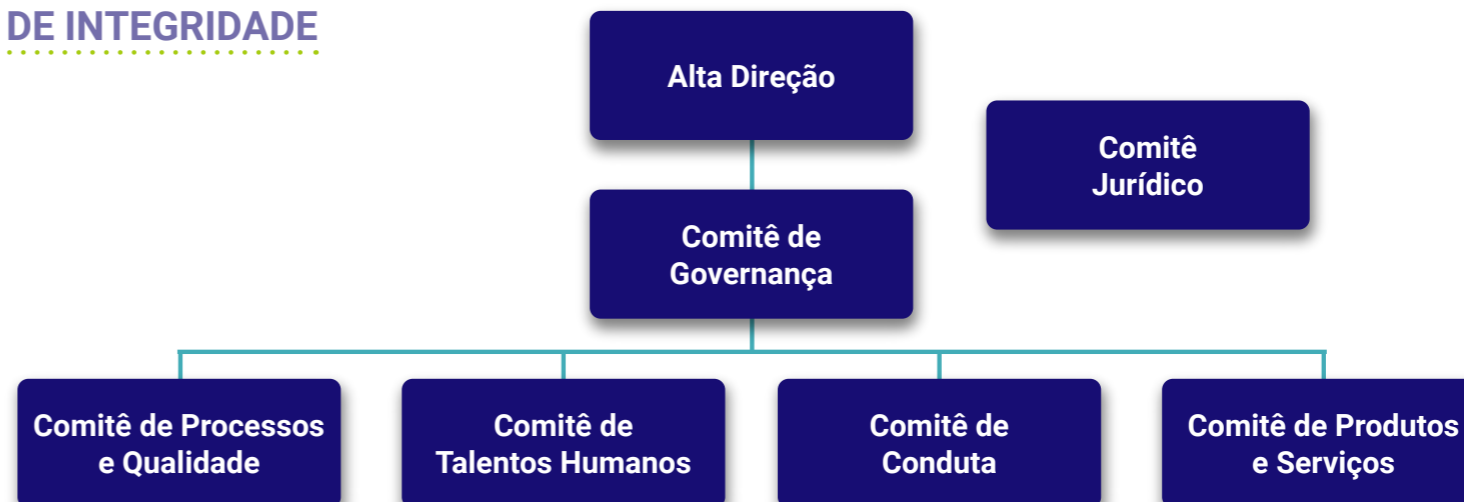 DE INTEGRIDADE
Alta Direção
Comitê
Jurídico
Comitê de
Governança
Comitê de Processos
e Qualidade
Comitê de
Talentos Humanos
Comitê de
Conduta
Comitê de Produtos
e Serviços